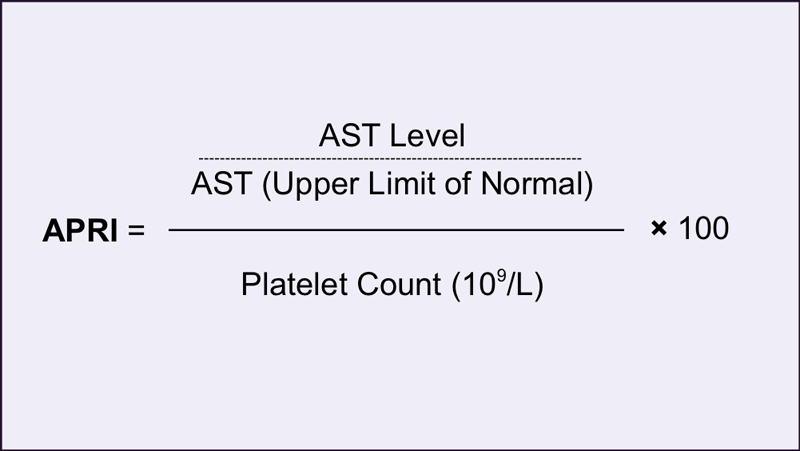 AST Level
AST (Upper Limit of Normal)
APRI = × 100
Platelet Count (10⁹/L)